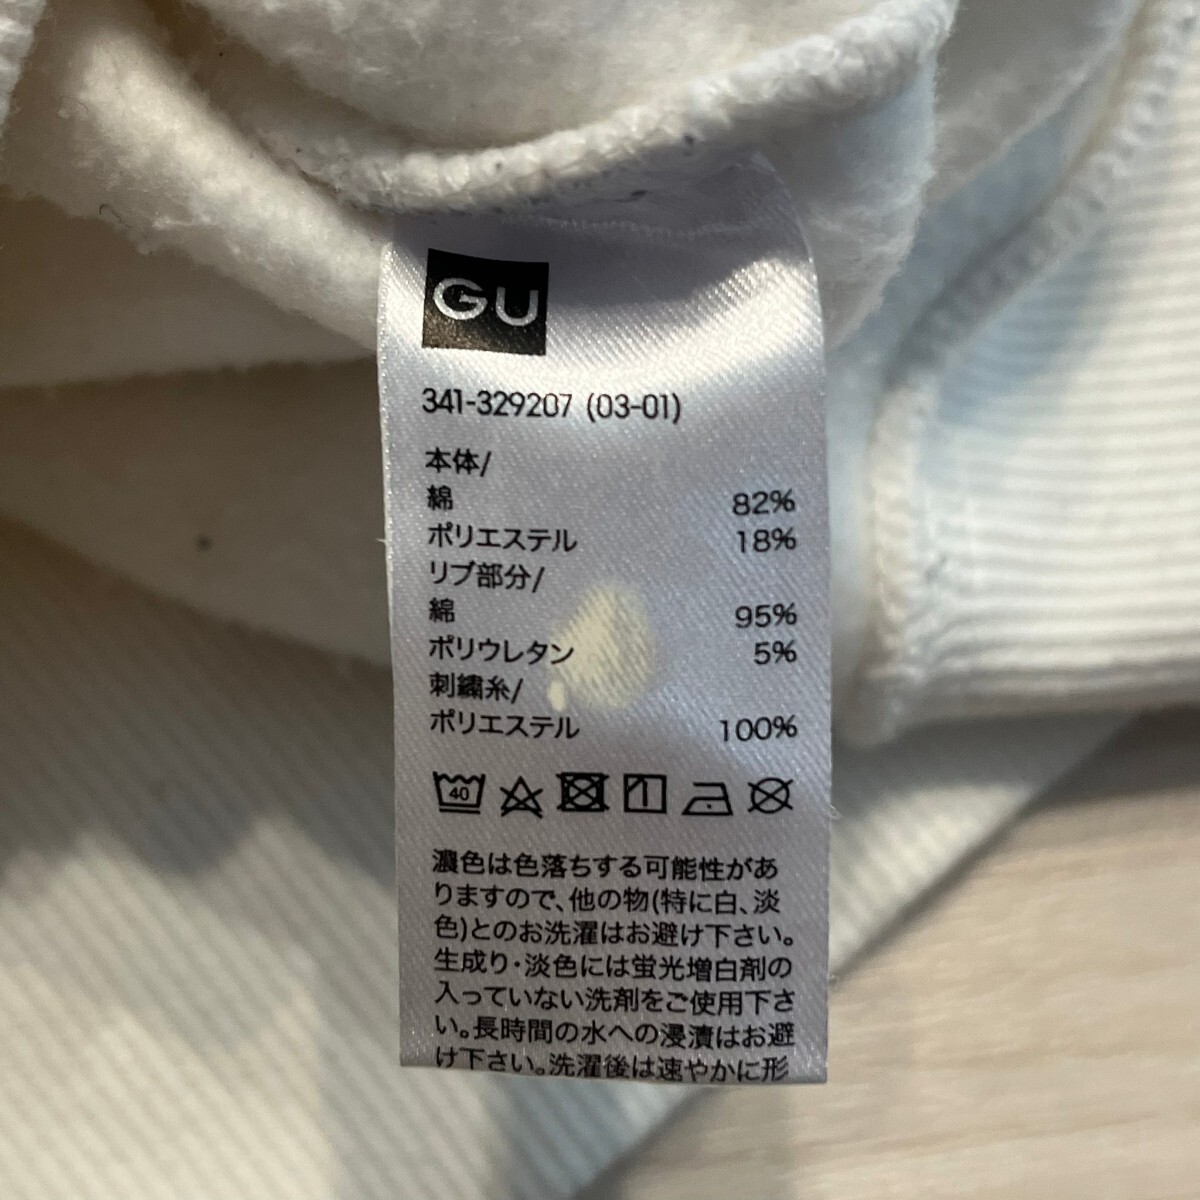 GU
341-329207 (03-01)
本体/
綿 82%
ポリエステル 18%
リブ部分/
綿 95%
ポリウレタン 5%
刺繍糸/
ポリエステル 100%
40
濃色は色落ちする可能性があ
りますので、他の物(特に白、淡
色)とのお洗濯はお避け下さい。
生成り・淡色には蛍光増白剤の
入っていない洗剤をご使用下さ
い。長時間の水への浸漬はお避
け下さい。洗濯後は速やかに形